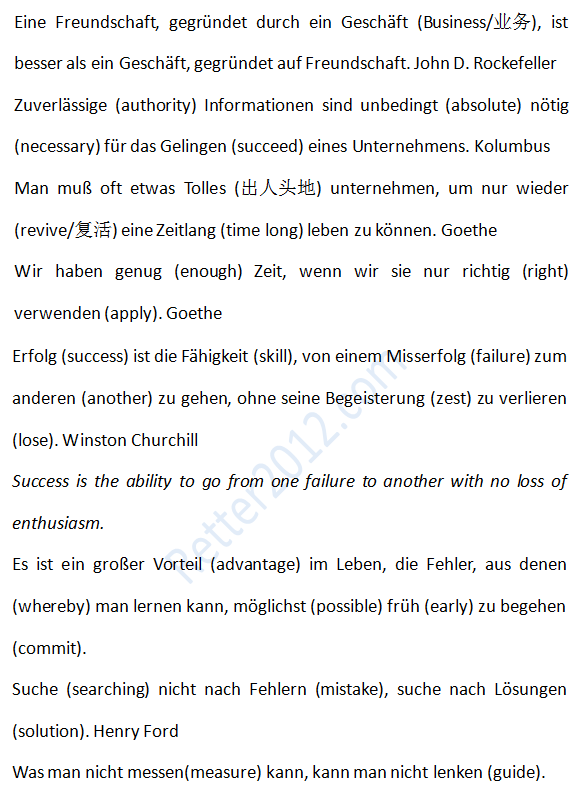 Eine Freundschaft, gegründet durch ein Geschäft (Business/业务), ist
besser als ein Geschäft, gegründet auf Freundschaft. John D. Rockefeller
Zuverlässige (authority) Informationen sind unbedingt (absolute) nötig
(necessary) für das Gelingen (succeed) eines Unternehmens. Kolumbus
Man muß oft etwas Tolles (出人头地) unternehmen, um nur wieder
(revive/复活) eine Zeitlang (time long) leben zu können. Goethe
Wir haben genug (enough) Zeit, wenn wir sie nur richtig (right)
verwenden (apply). Goethe
Erfolg (success) ist die Fähigkeit (skill), von einem Misserfolg (failure) zum
anderen (another) zu gehen, ohne seine Begeisterung (zest) zu verlieren
(lose). Winston Churchill
Success is the ability to go from one failure to another with no loss of
enthusiasm.
Es ist ein großer Vorteil (advantage) im Leben, die Fehler, aus denen
(whereby) man lernen kann, möglichst (possible) früh (early) zu begehen
(commit).
Suche (searching) nicht nach Fehlern (mistake), suche nach Lösungen
(solution). Henry Ford
Was man nicht messen(measure) kann, kann man nicht lenken (guide).
Retter2012.com